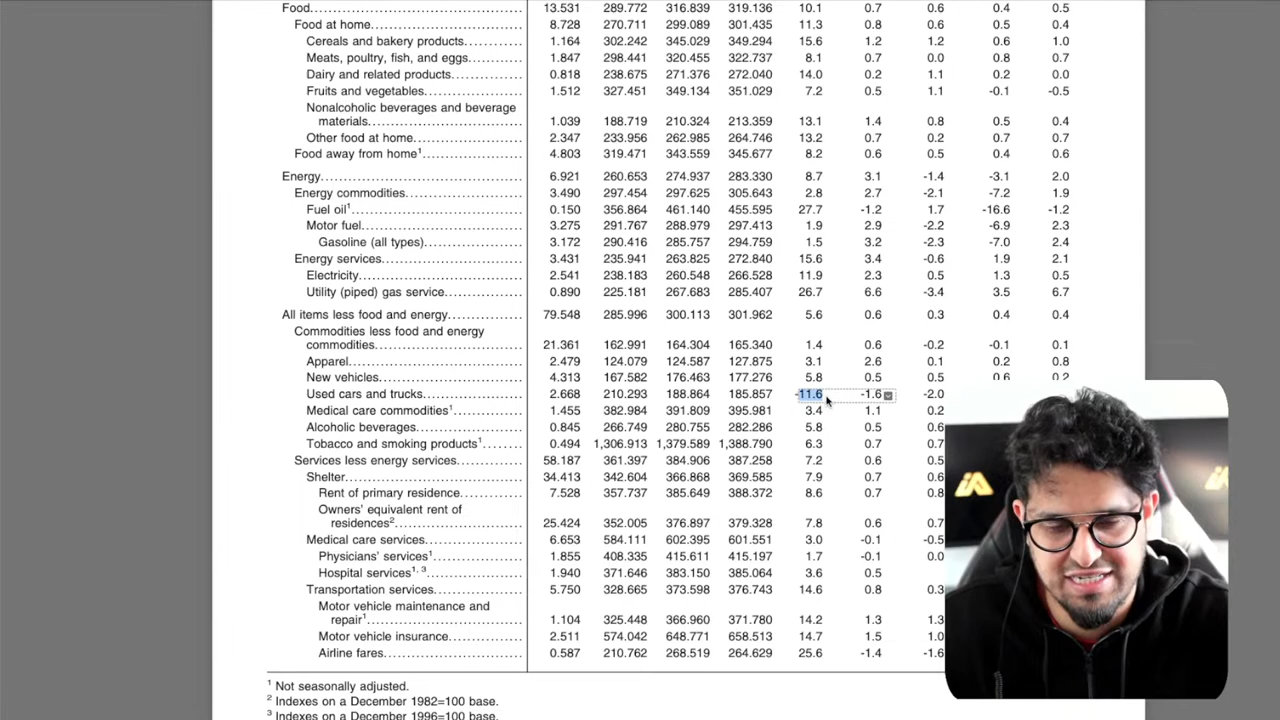 Food 13.531 289.772 316.839 319.136 10.1 0.7 0.6 0.4 0.5
Food at home 8.728 270.711 299.089 301.435 11.3 0.8 0.6 0.5 0.4
Cereals and bakery products 1.164 302.242 345.029 349.294 15.6 1.2 1.2 0.6 1.0
Meats, poultry, fish, and eggs 1.847 298.441 320.455 322.737 8.1 0.7 0.0 0.8 0.7
Dairy and related products 0.818 238.675 271.376 272.040 14.0 0.2 1.1 0.2 0.0
Fruits and vegetables 1.512 327.451 349.134 351.029 7.2 0.5 1.1 -0.1 -0.5
Nonalcoholic beverages and beverage
materials 1.039 188.719 210.324 213.359 13.1 1.4 0.8 0.5 0.4
Other food at home 2.347 233.956 262.985 264.746 13.2 0.7 0.2 0.7 0.7
Food away from home¹ 4.803 319.471 343.559 345.677 8.2 0.6 0.5 0.4 0.6
Energy 6.921 260.653 274.937 283.330 8.7 3.1 -1.4 -3.1 2.0
Energy commodities 3.490 297.454 297.625 305.643 2.8 2.7 -2.1 -7.2 1.9
Fuel oil¹ 0.150 356.864 461.140 455.595 27.7 -1.2 1.7 -16.6 -1.2
Motor fuel 3.275 291.767 288.979 297.413 1.9 2.9 -2.2 -6.9 2.3
Gasoline (all types) 3.172 290.416 285.757 294.759 1.5 3.2 -2.3 -7.0 2.4
Energy services 3.431 235.941 263.825 272.840 15.6 3.4 -0.6 1.9 2.1
Electricity 2.541 238.183 260.548 266.528 11.9 2.3 0.5 1.3 0.5
Utility (piped) gas service 0.890 225.181 267.683 285.407 26.7 6.6 -3.4 3.5 6.7
All items less food and energy 79.548 285.996 300.113 301.962 5.6 0.6 0.3 0.4 0.4
Commodities less food and energy
commodities 21.361 162.991 164.304 165.340 1.4 0.6 -0.2 -0.1 0.1
Apparel 2.479 124.079 124.587 127.875 3.1 2.6 0.1 0.2 0.8
New vehicles 4.313 167.582 176.463 177.276 5.8 0.5 0.5 0.6 0.2
Used cars and trucks 2.668 210.293 188.864 185.857 -11.6 -1.6 -2.0
Medical care commodities¹ 1.455 382.984 391.809 395.981 3.4 1.1 0.2
Alcoholic beverages 0.845 266.749 280.755 282.286 5.8 0.5 0.6
Tobacco and smoking products¹ 0.494 1,306.913 1,379.589 1,388.790 6.3 0.7 0.7
Services less energy services 58.187 361.397 384.906 387.258 7.2 0.6 0.5
Shelter 34.413 342.604 366.868 369.585 7.9 0.7 0.6
Rent of primary residence 7.528 357.737 385.649 388.372 8.6 0.7 0.8
Owners' equivalent rent of
residences² 25.424 352.005 376.897 379.328 7.8 0.6 0.7
Medical care services 6.653 584.111 602.395 601.551 3.0 -0.1 -0.5
Physicians' services¹ 1.855 408.335 415.611 415.197 1.7 -0.1 0.0
Hospital services¹, ³ 1.940 371.646 383.150 385.064 3.6 0.5
Transportation services 5.750 328.665 373.598 376.743 14.6 0.8 0.3
Motor vehicle maintenance and
repair¹ 1.104 325.448 366.960 371.780 14.2 1.3 1.3
Motor vehicle insurance 2.511 574.042 648.771 658.513 14.7 1.5 1.0
Airline fares 0.587 210.762 268.519 264.629 25.6 -1.4 -1.6
¹ Not seasonally adjusted.
² Indexes on a December 1982=100 base.
³ Indexes on a December 1996=100 base.